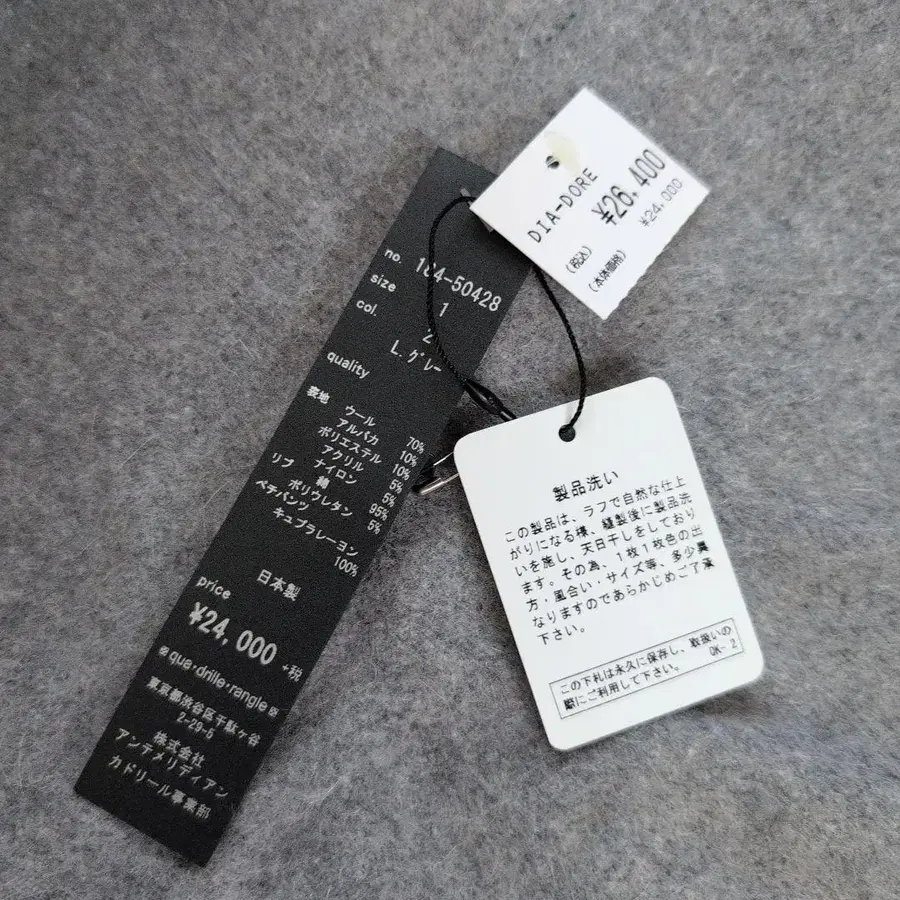 DIA-DORE
¥26,400
(税込)
¥24,000
(本体価格)
no. 184-50428
size 1
col. 2
L.グレー
quality
表地 ウール 70%
アルパカ 10%
ポリエステル 10%
アクリル 5%
ナイロン 5%
リブ 綿 95%
ポリウレタン 5%
ペチパンツ
キュプラレーヨン
100%
日本製
price
¥24,000 +税
que・drile・rangle
東京都渋谷区千駄ヶ谷
2-29-5
株式会社
アンテメリディアン
カドリール事業部
製品洗い
この製品は、ラフで自然な仕上
がりになる様、縫製後に製品洗
いを施し、天日干しをしており
ます。その為、1枚1枚色の出
方・風合い・サイズ等、多少異
なりますのであらかじめご了承
下さい。
この下札は永久に保存し、取扱いの
際にご利用して下さい。 OK-2